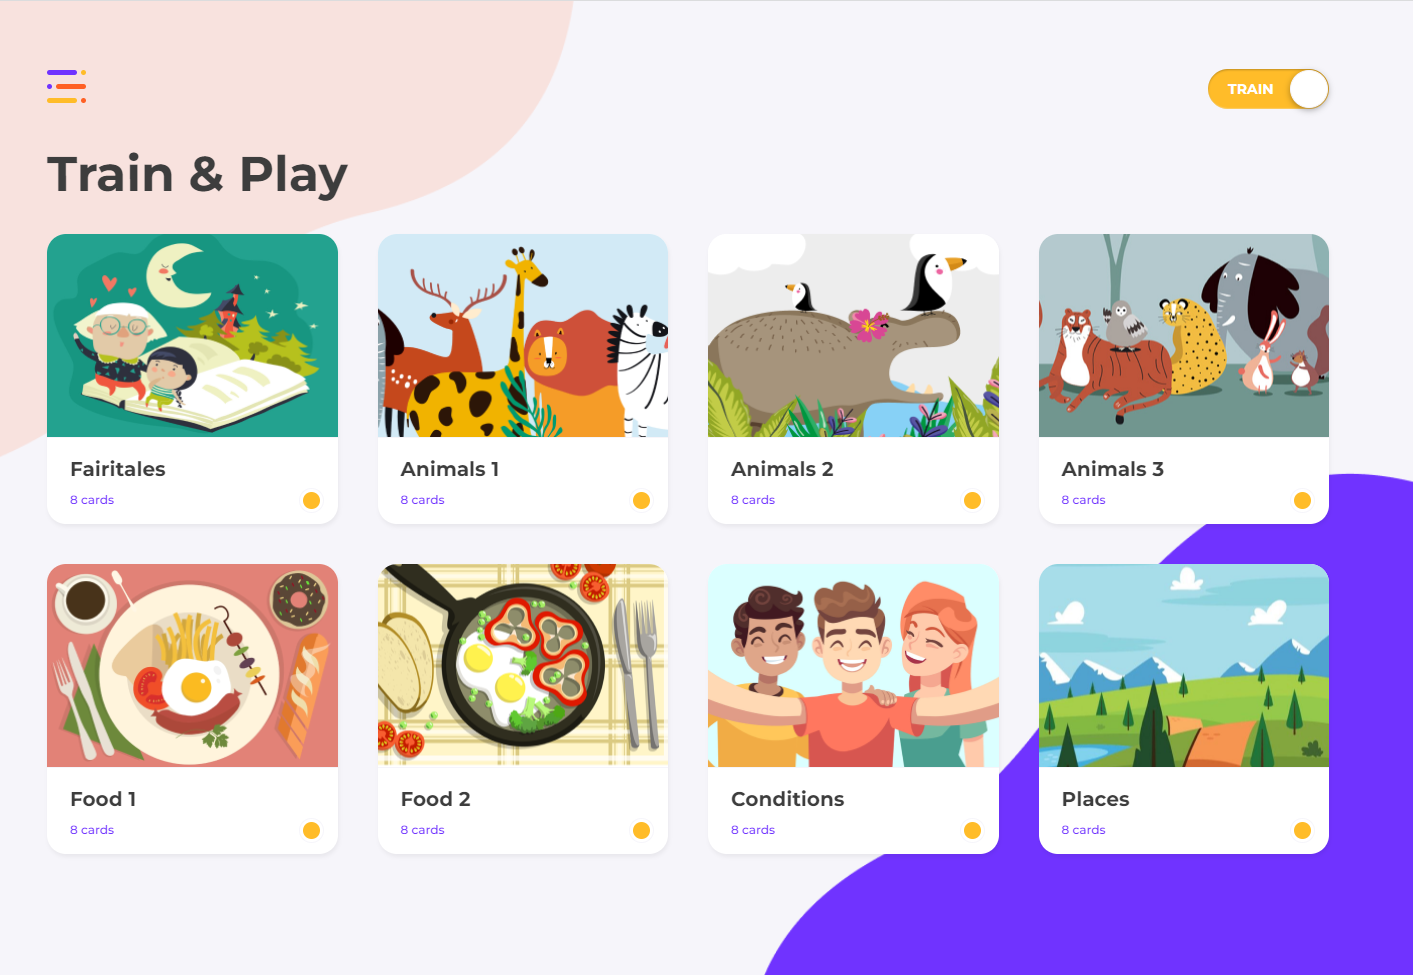 TRAIN
Train & Play
Fairitales
8 cards
Animals 1
8 cards
Animals 2
8 cards
Animals 3
8 cards
Food 1
8 cards
Food 2
8 cards
Conditions
8 cards
Places
8 cards